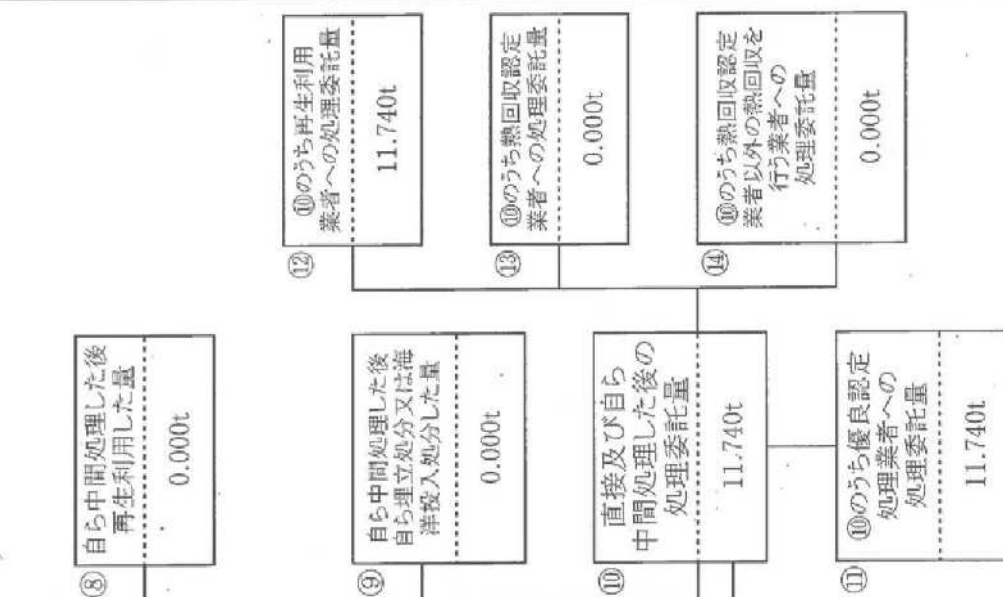 ⑧
自ら中間処理した後
再生利用した量
0.000t
⑨
自ら中間処理した後
自ら埋立処分又は海
洋投入処分した量
0.000t
⑩
直接及び自ら
中間処理した後の
処理委託量
11.740t
⑪
⑩のうち優良認定
処理業者への
処理委託量
11.740t
⑫
⑩のうち再生利用
業者への処理委託量
11.740t
⑬
⑩のうち熱回収認定
業者への処理委託量
0.000t
⑭
⑩のうち熱回収認定
業者以外の熱回収を
行う業者への
処理委託量
0.000t